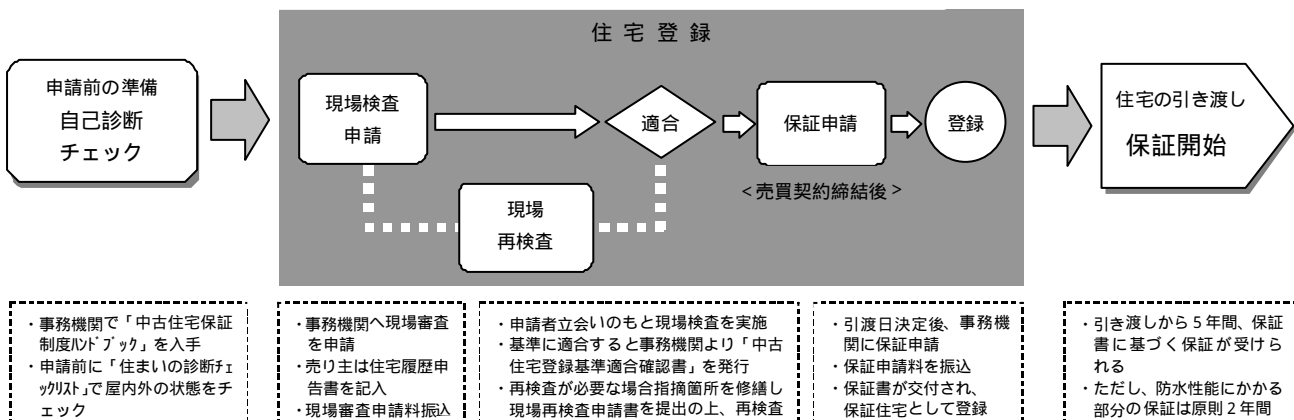 住宅登録
申請前の準備
自己診断
チェック
現場検査
申請
適合
保証申請
登録
住宅の引き渡し
保証開始
<売買契約締結後>
現場
再検査
・事務機関で「中古住宅保証
制度ﾊﾝﾄﾞﾌﾞｯｸ」を入手
・申請前に「住まいの診断ﾁｪ
ｯｸﾘｽﾄ」で屋内外の状態をチ
ェック
・事務機関へ現場審査
を申請
・売り主は住宅履歴申
告書を記入
・現場審査申請料振込
・申請者立会いのもと現場検査を実施
・基準に適合すると事務機関より「中古
住宅登録基準適合確認書」を発行
・再検査が必要な場合指摘箇所を修繕し
現場再検査申請書を提出の上、再検査
・引渡日決定後、事務機
関に保証申請
・保証申請料を振込
・保証書が交付され、
保証住宅として登録
・引き渡しから5年間、保証
書に基づく保証が受けら
れる
・ただし、防水性能にかかる
部分の保証は原則2年間